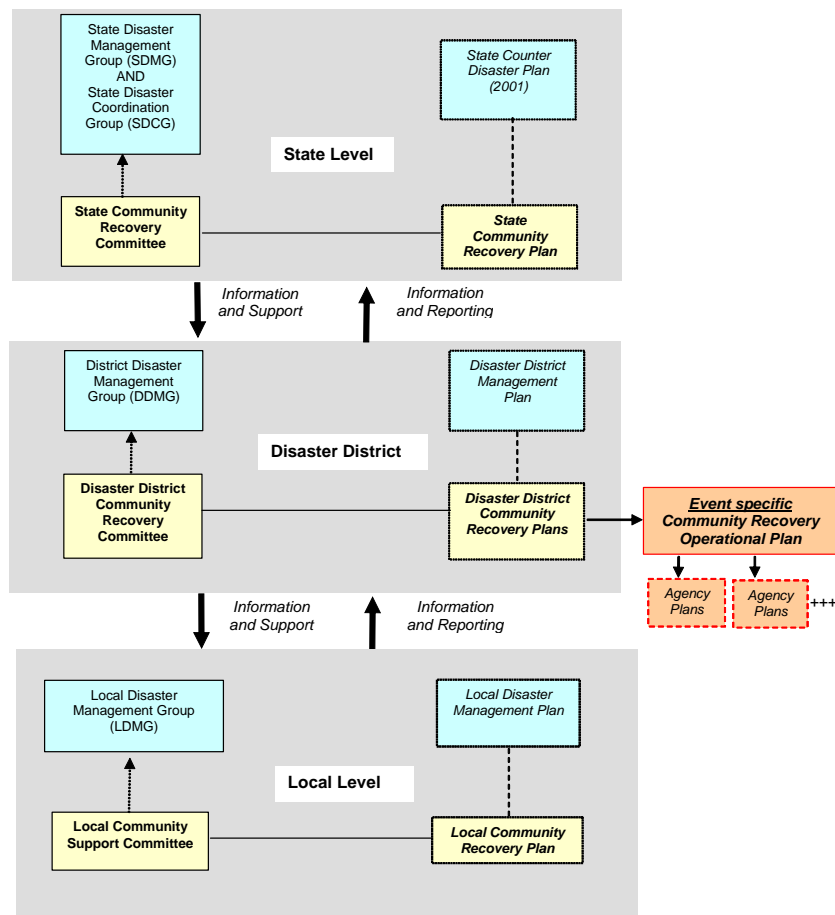 State Disaster
Management
Group (SDMG)
AND
State Disaster
Coordination
Group (SDCG)
State Counter
Disaster Plan
(2001)
State Level
State Community
Recovery
Committee
State
Community
Recovery Plan
Information
and Support
Information
and Reporting
District Disaster
Management
Group (DDMG)
Disaster District
Management
Plan
Disaster District
Disaster District
Community
Recovery
Committee
Disaster District
Community
Recovery Plans
Event specific
Community Recovery
Operational Plan
Agency
Plans
Agency
Plans
+++
Information
and Support
Information
and Reporting
Local Disaster
Management Group
(LDMG)
Local Disaster
Management Plan
Local Level
Local Community
Support Committee
Local Community
Recovery Plan